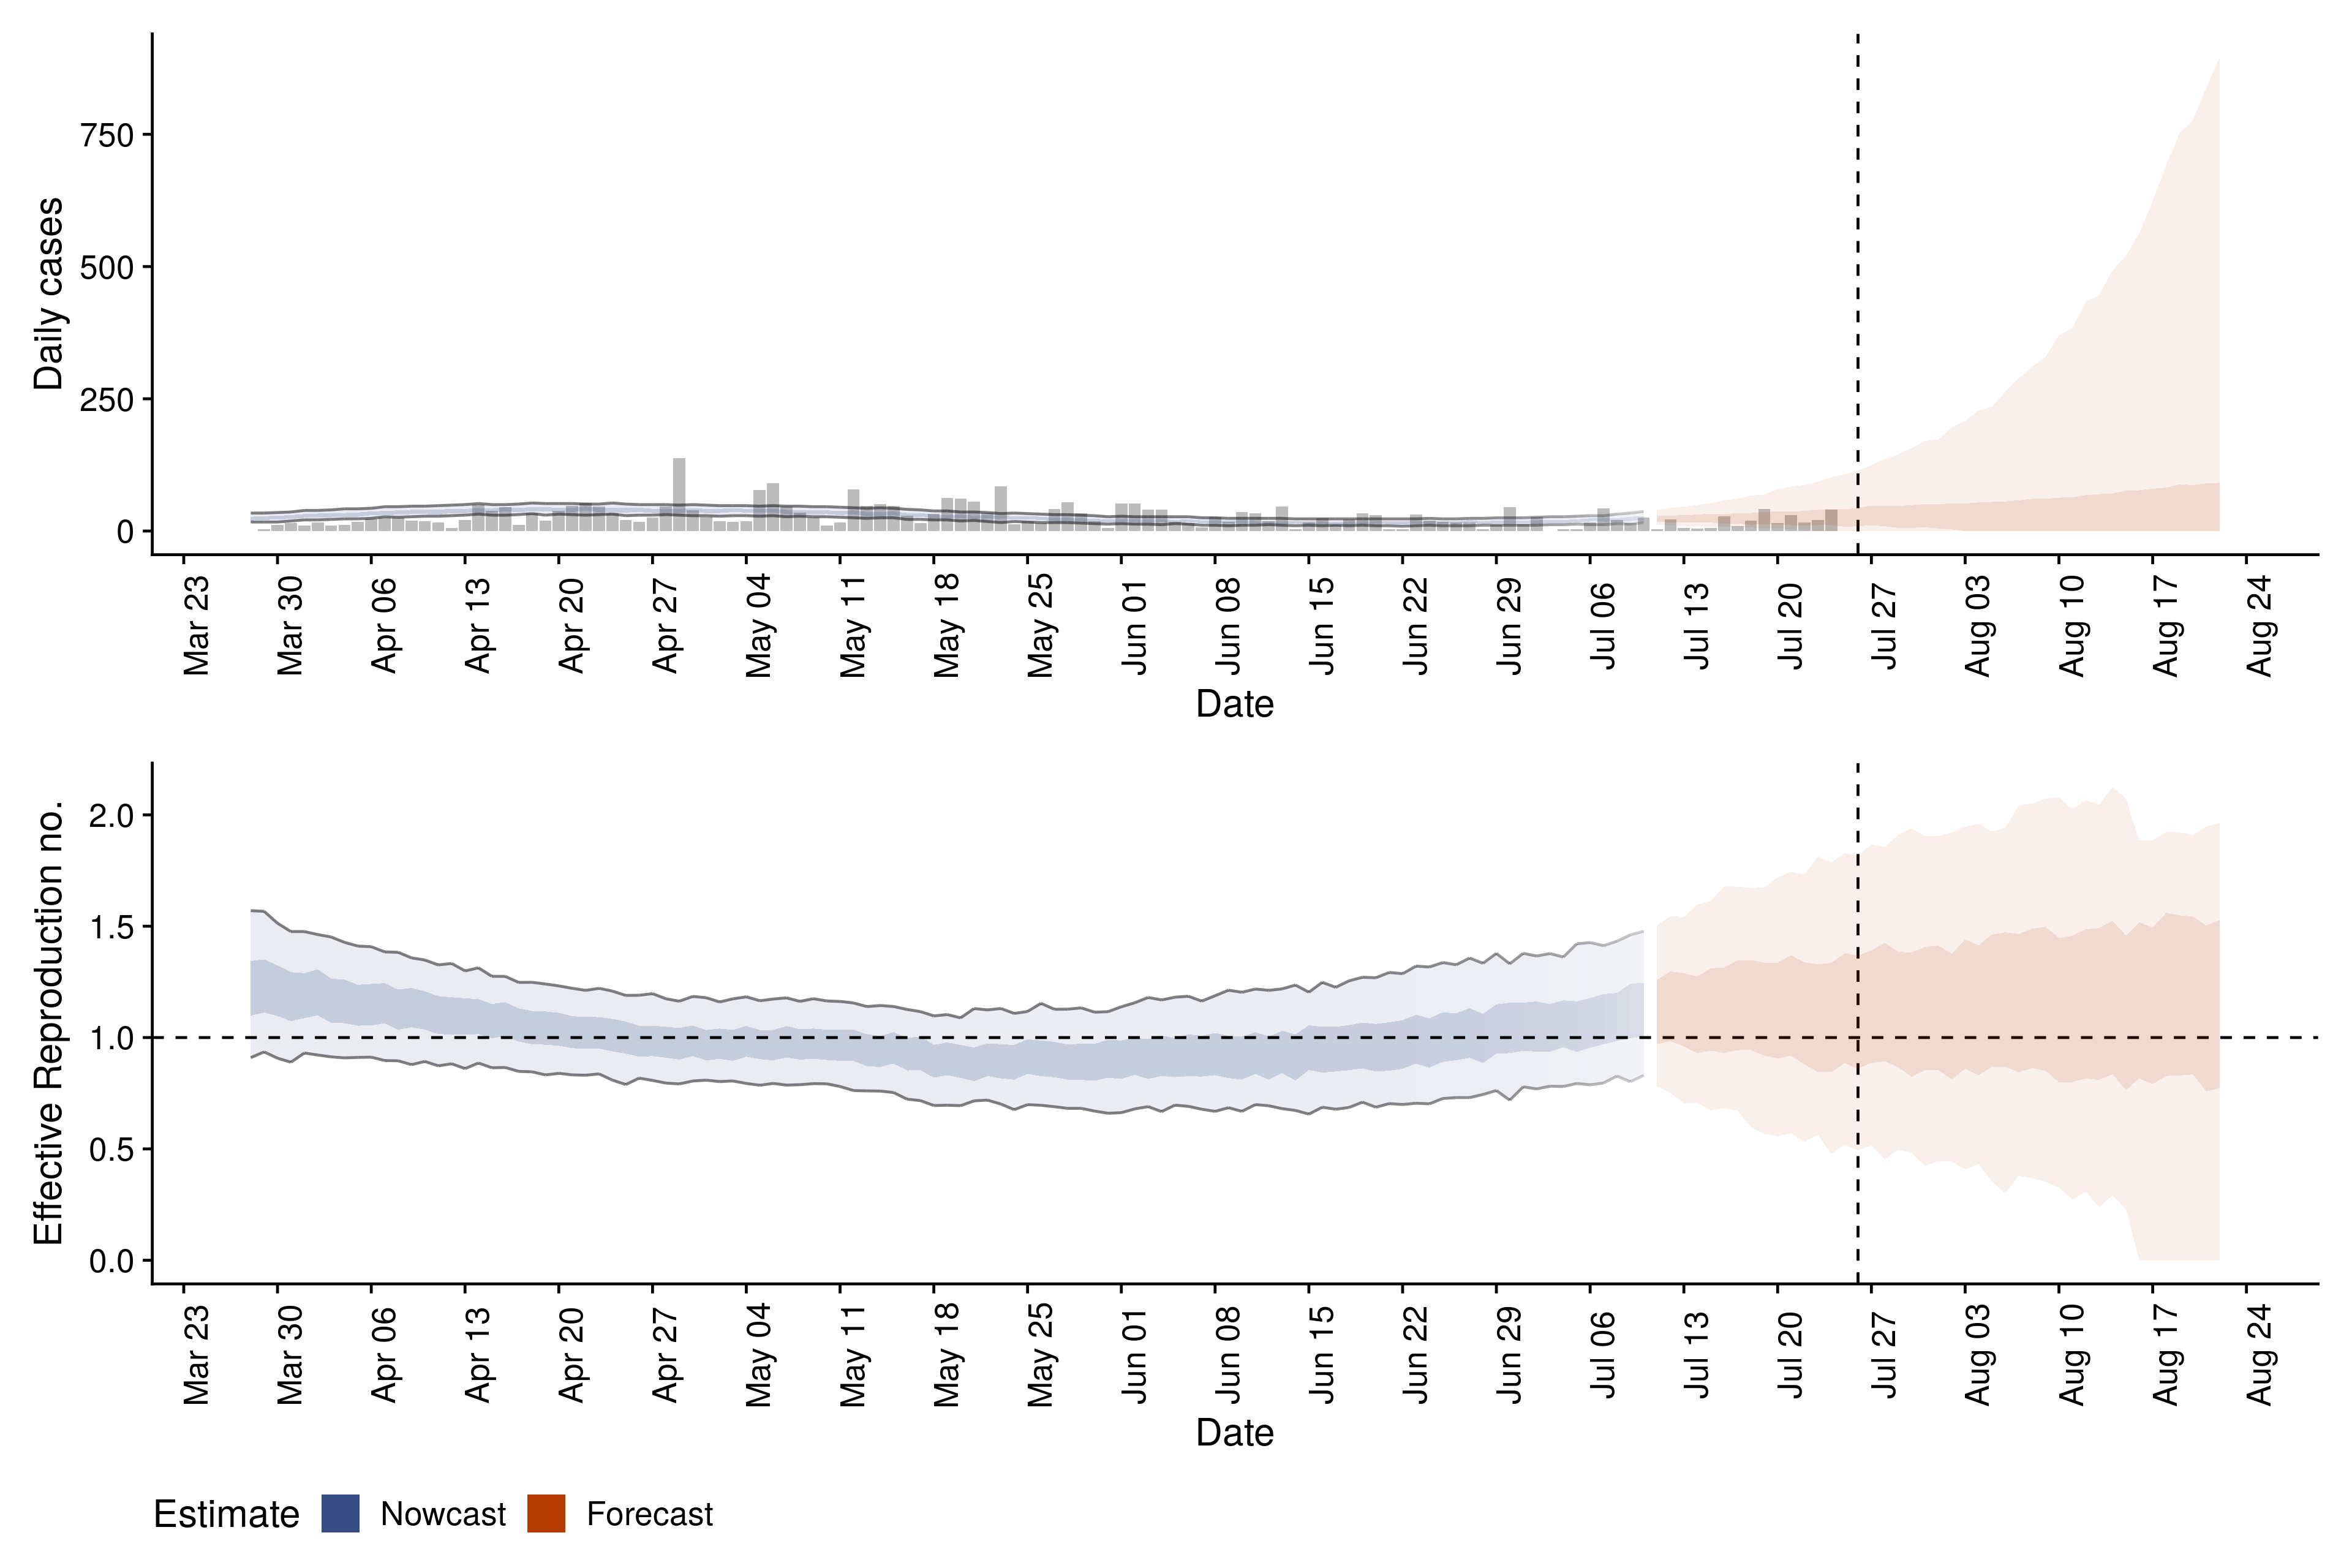 Daily cases
750
500
250
0
Mar 23 Mar 30 Apr 06 Apr 13 Apr 20 Apr 27 May 04 May 11 May 18 May 25 Jun 01 Jun 08 Jun 15 Jun 22 Jun 29 Jul 06 Jul 13 Jul 20 Jul 27 Aug 03 Aug 10 Aug 17 Aug 24
Date
Effective Reproduction no.
2.0
1.5
1.0
0.5
0.0
Mar 23 Mar 30 Apr 06 Apr 13 Apr 20 Apr 27 May 04 May 11 May 18 May 25 Jun 01 Jun 08 Jun 15 Jun 22 Jun 29 Jul 06 Jul 13 Jul 20 Jul 27 Aug 03 Aug 10 Aug 17 Aug 24
Date
Estimate Nowcast Forecast